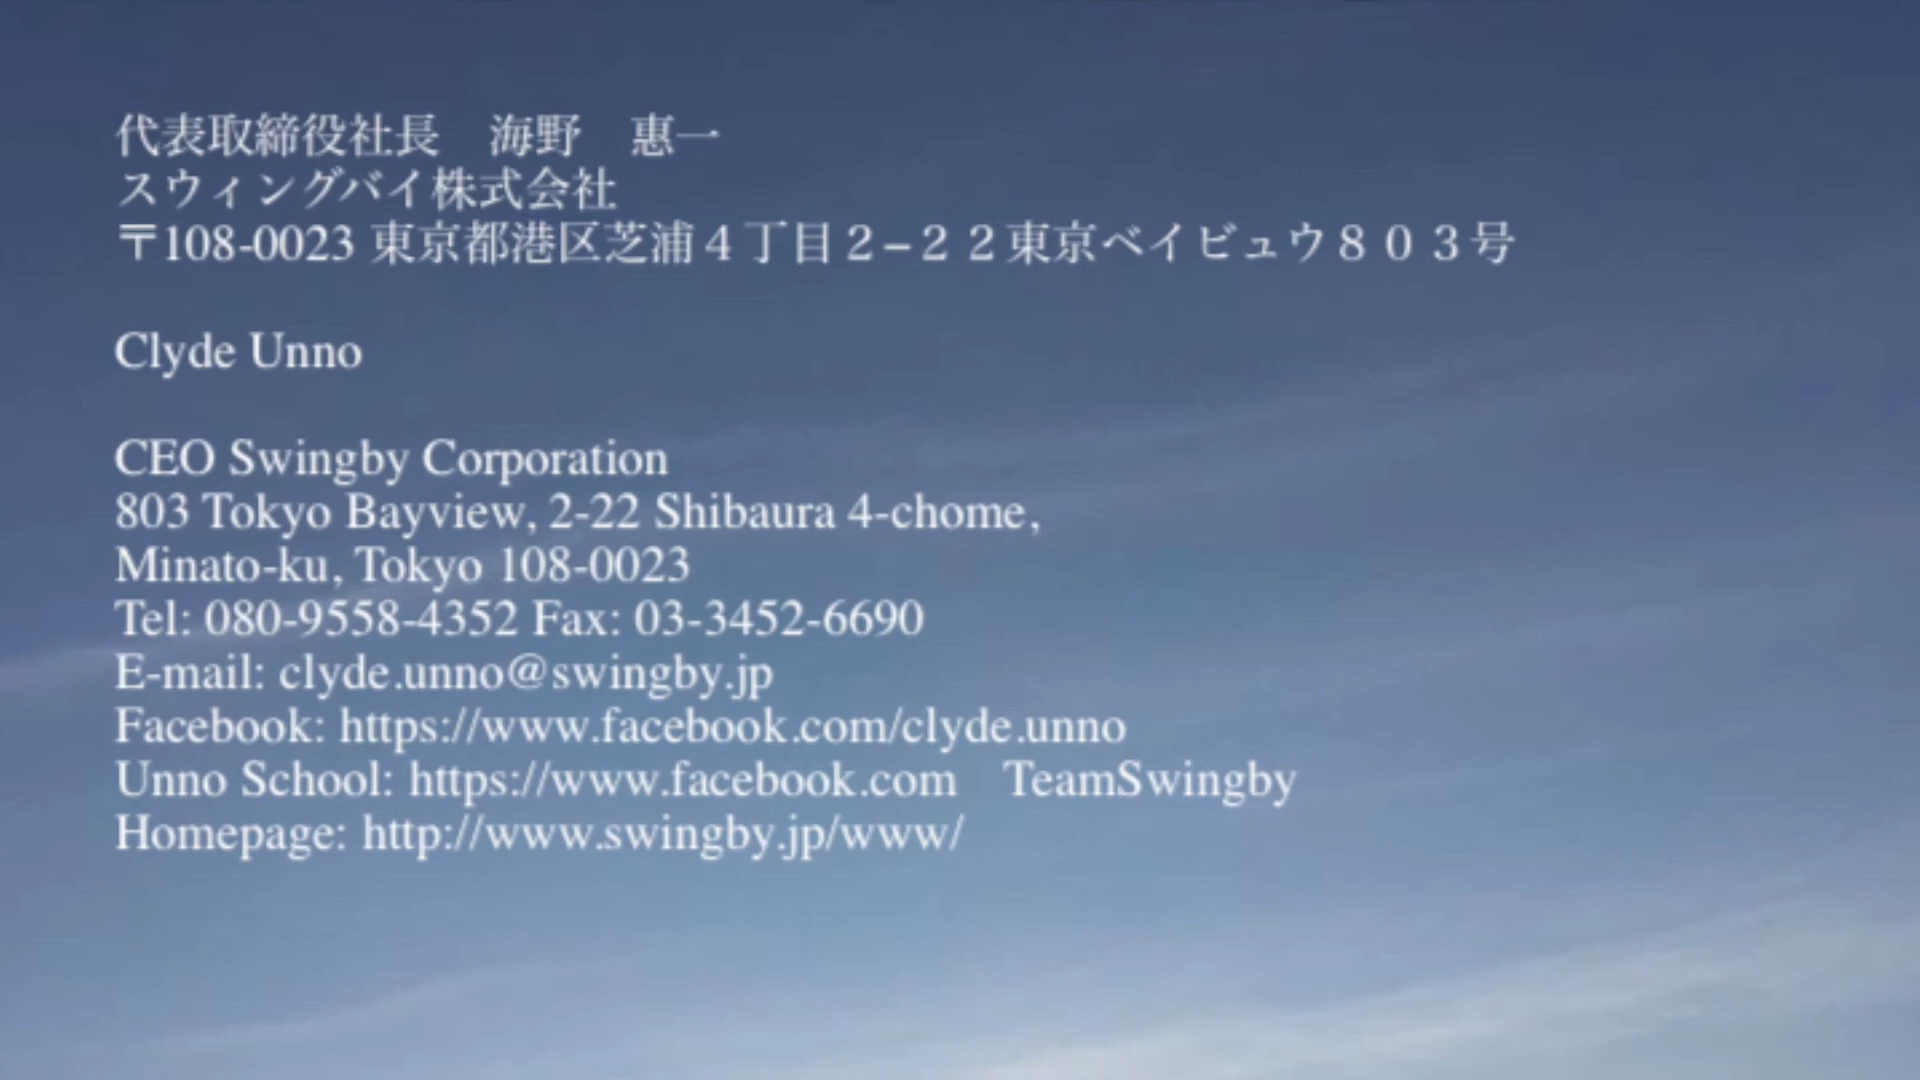 代表取締役社長　海野　惠一
スウィングバイ株式会社
〒108-0023 東京都港区芝浦４丁目２−２２東京ベイビュウ８０３号
Clyde Unno
CEO Swingby Corporation
803 Tokyo Bayview, 2-22 Shibaura 4-chome,
Minato-ku, Tokyo 108-0023
Tel: 080-9558-4352 Fax: 03-3452-6690
E-mail: clyde.unno@swingby.jp
Facebook: https://www.facebook.com/clyde.unno
Unno School: https://www.facebook.com　TeamSwingby
Homepage: http://www.swingby.jp/www/